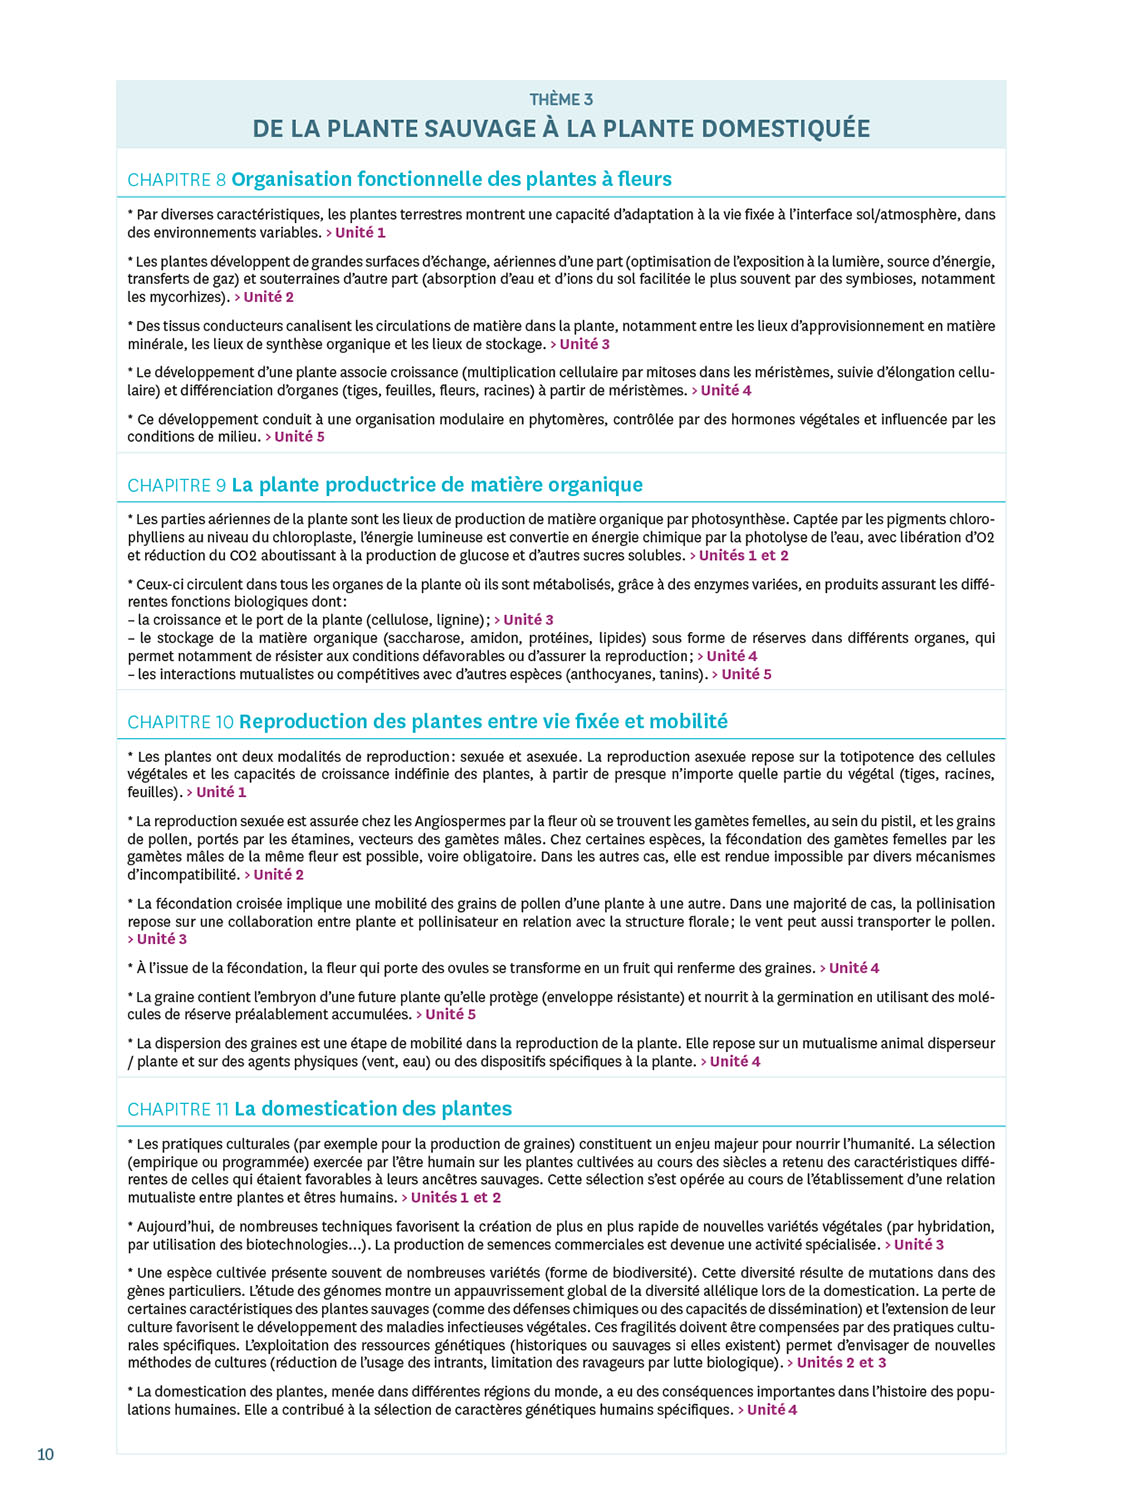 THÈME 3
DE LA PLANTE SAUVAGE À LA PLANTE DOMESTIQUÉE
CHAPITRE 8 Organisation fonctionnelle des plantes à fleurs
* Par diverses caractéristiques, les plantes terrestres montrent une capacité d’adaptation à la vie fixée à l’interface sol/atmosphère, dans
des environnements variables. > Unité 1
* Les plantes développent de grandes surfaces d’échange, aériennes d’une part (optimisation de l’exposition à la lumière, source d’énergie,
transferts de gaz) et souterraines d’autre part (absorption d’eau et d’ions du sol facilitée le plus souvent par des symbioses, notamment
les mycorhizes). > Unité 2
* Des tissus conducteurs canalisent les circulations de matière dans la plante, notamment entre les lieux d’approvisionnement en matière
minérale, les lieux de synthèse organique et les lieux de stockage. > Unité 3
* Le développement d’une plante associe croissance (multiplication cellulaire par mitoses dans les méristèmes, suivie d’élongation cellu-
laire) et différenciation d’organes (tiges, feuilles, fleurs, racines) à partir de méristèmes. > Unité 4
* Ce développement conduit à une organisation modulaire en phytomères, contrôlée par des hormones végétales et influencée par les
conditions de milieu. > Unité 5
CHAPITRE 9 La plante productrice de matière organique
* Les parties aériennes de la plante sont les lieux de production de matière organique par photosynthèse. Captée par les pigments chloro-
phylliens au niveau du chloroplaste, l’énergie lumineuse est convertie en énergie chimique par la photolyse de l’eau, avec libération d’O2
et réduction du CO2 aboutissant à la production de glucose et d’autres sucres solubles. > Unités 1 et 2
* Ceux-ci circulent dans tous les organes de la plante où ils sont métabolisés, grâce à des enzymes variées, en produits assurant les diffé-
rentes fonctions biologiques dont :
– la croissance et le port de la plante (cellulose, lignine) ; > Unité 3
– le stockage de la matière organique (saccharose, amidon, protéines, lipides) sous forme de réserves dans différents organes, qui
permet notamment de résister aux conditions défavorables ou d’assurer la reproduction ; > Unité 4
– les interactions mutualistes ou compétitives avec d’autres espèces (anthocyanes, tanins). > Unité 5
CHAPITRE 10 Reproduction des plantes entre vie fixée et mobilité
* Les plantes ont deux modalités de reproduction : sexuée et asexuée. La reproduction asexuée repose sur la totipotence des cellules
végétales et les capacités de croissance indéfinie des plantes, à partir de presque n’importe quelle partie du végétal (tiges, racines,
feuilles). > Unité 1
* La reproduction sexuée est assurée chez les Angiospermes par la fleur où se trouvent les gamètes femelles, au sein du pistil, et les grains
de pollen, portés par les étamines, vecteurs des gamètes mâles. Chez certaines espèces, la fécondation des gamètes femelles par les
gamètes mâles de la même fleur est possible, voire obligatoire. Dans les autres cas, elle est rendue impossible par divers mécanismes
d’incompatibilité. > Unité 2
* La fécondation croisée implique une mobilité des grains de pollen d’une plante à une autre. Dans une majorité de cas, la pollinisation
repose sur une collaboration entre plante et pollinisateur en relation avec la structure florale ; le vent peut aussi transporter le pollen.
> Unité 3
* À l’issue de la fécondation, la fleur qui porte des ovules se transforme en un fruit qui renferme des graines. > Unité 4
* La graine contient l’embryon d’une future plante qu’elle protège (enveloppe résistante) et nourrit à la germination en utilisant des molé-
cules de réserve préalablement accumulées. > Unité 5
* La dispersion des graines est une étape de mobilité dans la reproduction de la plante. Elle repose sur un mutualisme animal disperseur
/ plante et sur des agents physiques (vent, eau) ou des dispositifs spécifiques à la plante. > Unité 4
CHAPITRE 11 La domestication des plantes
* Les pratiques culturales (par exemple pour la production de graines) constituent un enjeu majeur pour nourrir l’humanité. La sélection
(empirique ou programmée) exercée par l’être humain sur les plantes cultivées au cours des siècles a retenu des caractéristiques diffé-
rentes de celles qui étaient favorables à leurs ancêtres sauvages. Cette sélection s’est opérée au cours de l’établissement d’une relation
mutualiste entre plantes et êtres humains. > Unités 1 et 2
* Aujourd’hui, de nombreuses techniques favorisent la création de plus en plus rapide de nouvelles variétés végétales (par hybridation,
par utilisation des biotechnologies…). La production de semences commerciales est devenue une activité spécialisée. > Unité 3
* Une espèce cultivée présente souvent de nombreuses variétés (forme de biodiversité). Cette diversité résulte de mutations dans des
gènes particuliers. L’étude des génomes montre un appauvrissement global de la diversité allélique lors de la domestication. La perte de
certaines caractéristiques des plantes sauvages (comme des défenses chimiques ou des capacités de dissémination) et l’extension de leur
culture favorisent le développement des maladies infectieuses végétales. Ces fragilités doivent être compensées par des pratiques cultu-
rales spécifiques. L’exploitation des ressources génétiques (historiques ou sauvages si elles existent) permet d’envisager de nouvelles
méthodes de cultures (réduction de l’usage des intrants, limitation des ravageurs par lutte biologique). > Unités 2 et 3
* La domestication des plantes, menée dans différentes régions du monde, a eu des conséquences importantes dans l’histoire des popu-
lations humaines. Elle a contribué à la sélection de caractères génétiques humains spécifiques. > Unité 4
10